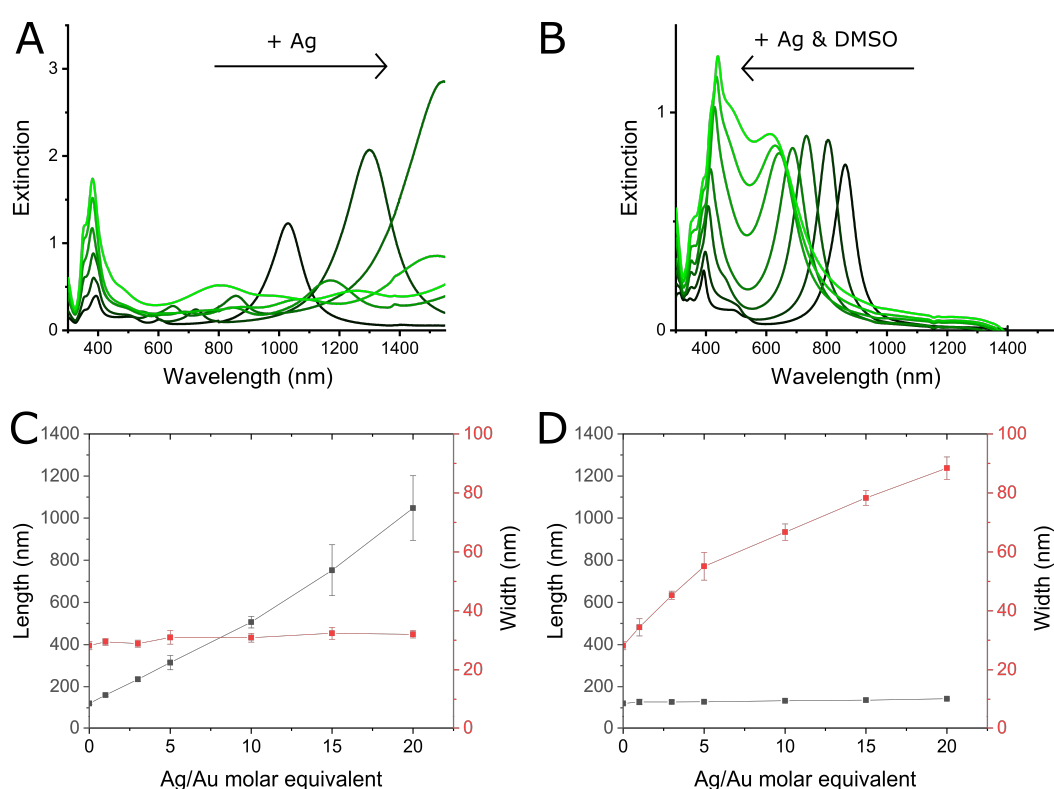 A
+ Ag
Extinction
3
2
1
0
400 600 800 1000 1200 1400
Wavelength (nm)
B
+ Ag & DMSO
Extinction
1
0
400 600 800 1000 1200 1400
Wavelength (nm)
C
Length (nm)
1400
1200
1000
800
600
400
200
0
100
80
60
40
20
0
Width (nm)
0 5 10 15 20
Ag/Au molar equivalent
D
Length (nm)
1400
1200
1000
800
600
400
200
0
100
80
60
40
20
0
Width (nm)
0 5 10 15 20
Ag/Au molar equivalent